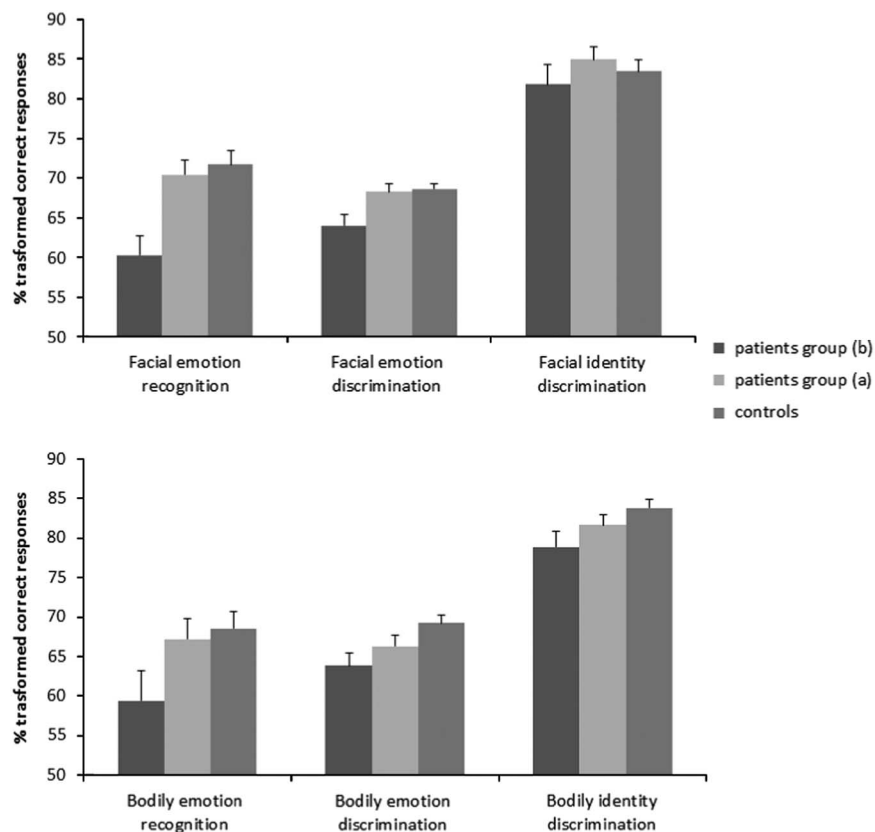 90
85
80
75
70
65
60
55
50
% trasformed correct responses
Facial emotion
recognition
Facial emotion
discrimination
Facial identity
discrimination
patients group (b)
patients group (a)
controls
90
85
80
75
70
65
60
55
50
% trasformed correct responses
Bodily emotion
recognition
Bodily emotion
discrimination
Bodily identity
discrimination